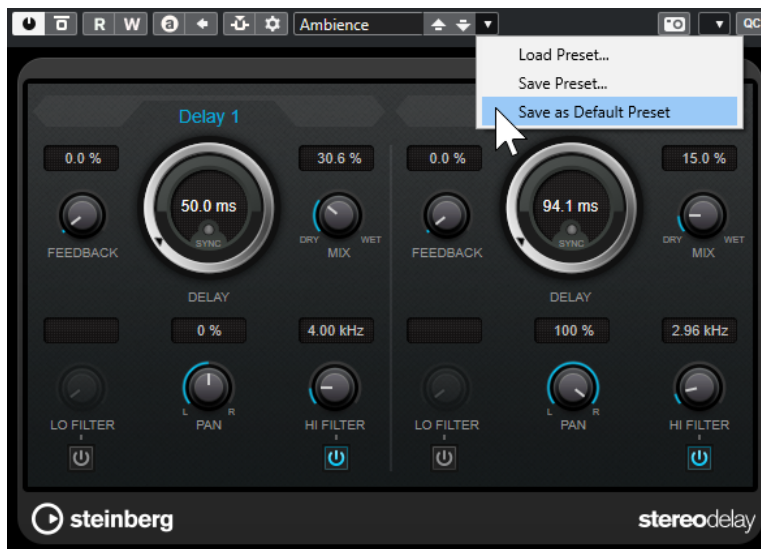 R W a Ambience QC
Load Preset...
Save Preset...
Save as Default Preset
Delay 1
0.0 % 30.6 % 0.0 % 15.0 %
50.0 ms 94.1 ms
SYNC SYNC
DRY WET DRY WET
FEEDBACK MIX FEEDBACK MIX
DELAY DELAY
0 % 4.00 kHz 100 % 2.96 kHz
L R L R
LO FILTER PAN HI FILTER LO FILTER PAN HI FILTER
steinberg stereodelay